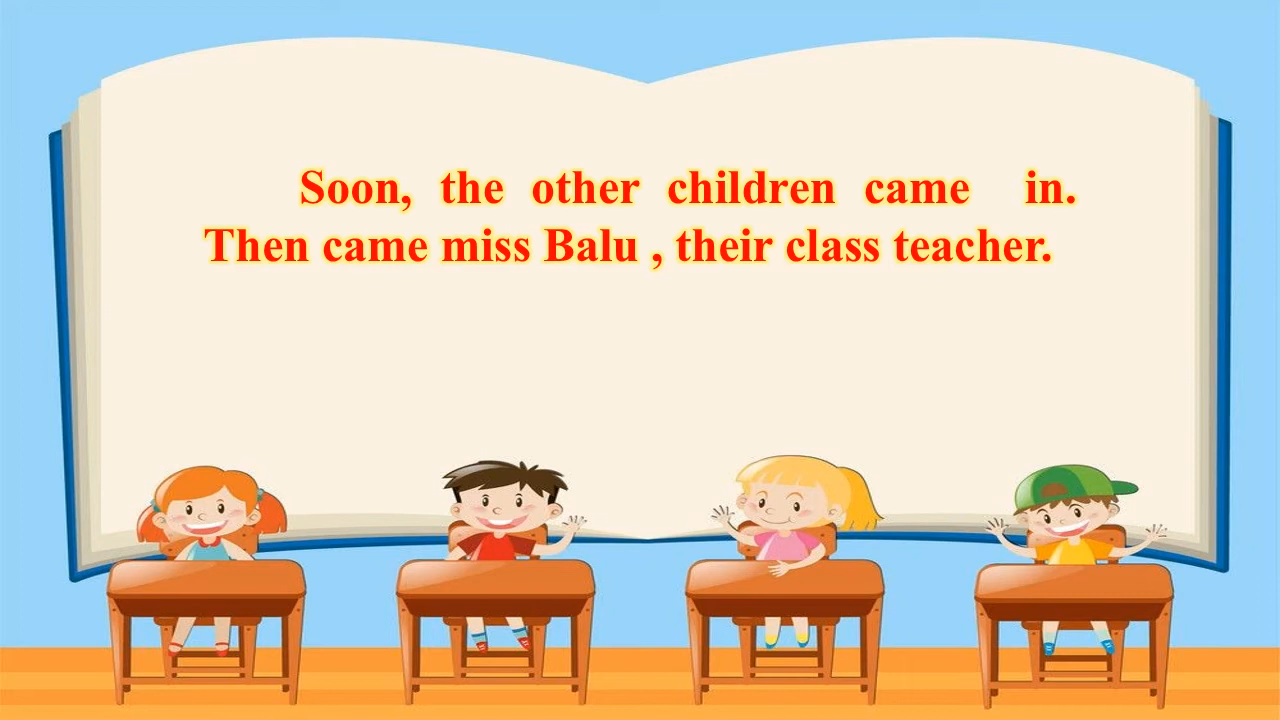 Soon, the other children came in.
Then came miss Balu , their class teacher.